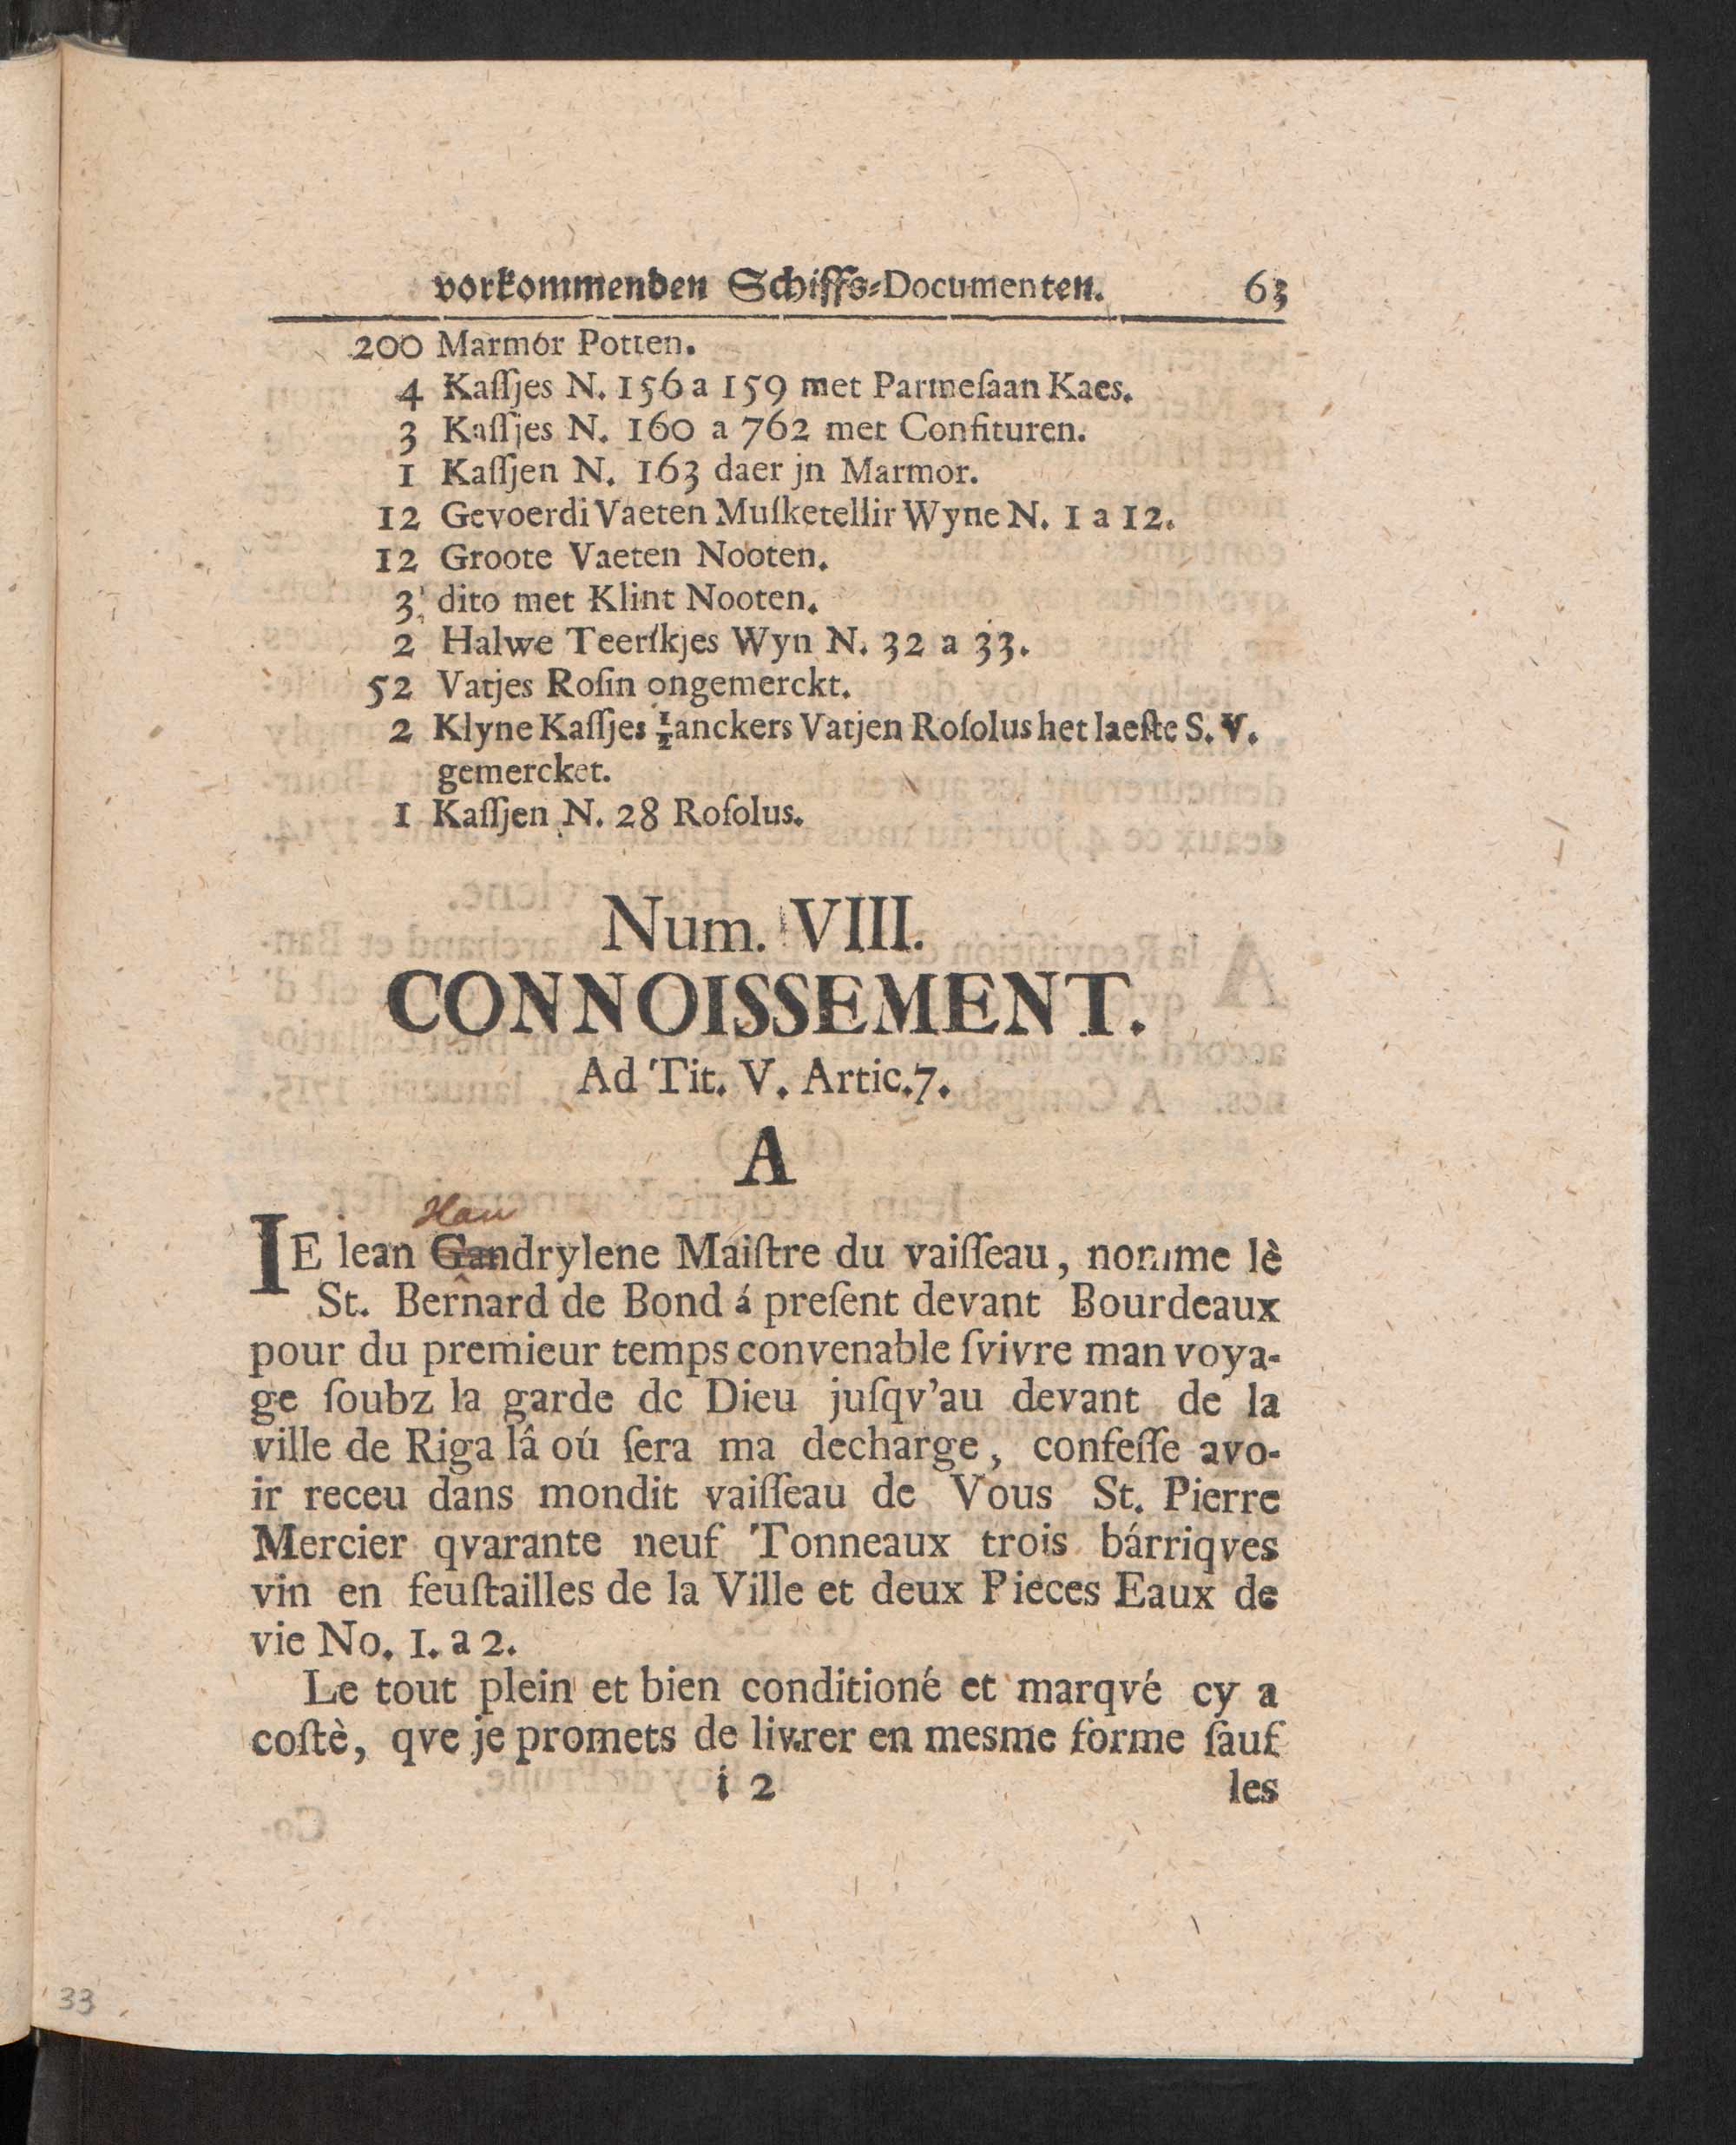 vorkommenden Schiffs-Documenten. 63
200 Marmor Potten.
4 Kaſſjes N. 156 a 159 met Parmeſaan Kaes.
3 Kaſſjes N. 160 a 762 met Confituren.
1 Kaſſjen N. 163 daer jn Marmor.
12 Gevoerdi Vaeten Muſketellir Wyne N. 1 a 12.
12 Groote Vaeten Nooten.
3 dito met Klint Nooten.
2 Halwe Teerſkjes Wyn N. 32 a 33.
52 Vatjes Roſin ongemerckt.
2 Klyne Kaſſjes ½ anckers Vatjen Roſolus het laeſte S. V.
gemercket.
1 Kaſſjen N. 28 Roſolus.
Num. VIII.
CONNOISSEMENT.
Ad Tit. V. Artic. 7.
A
Hau
IE lean Gandrylene Maiſtre du vaiſſeau, nomme lè
St. Bernard de Bond á preſent devant Bourdeaux
pour du premieur temps convenable ſvivre man voya-
ge ſoubz la garde de Dieu juſqv'au devant de la
ville de Riga lâ oú ſera ma decharge, confeſſe avo-
ir receu dans mondit vaiſſeau de Vous St. Pierre
Mercier qvarante neuf Tonneaux trois bárriqves
vin en feuſtailles de la Ville et deux Pieces Eaux de
vie No. 1. a 2.
Le tout plein et bien conditioné et marqvé cy a
coſtè, qve je promets de livrer en mesme forme ſauf
i 2 les
33